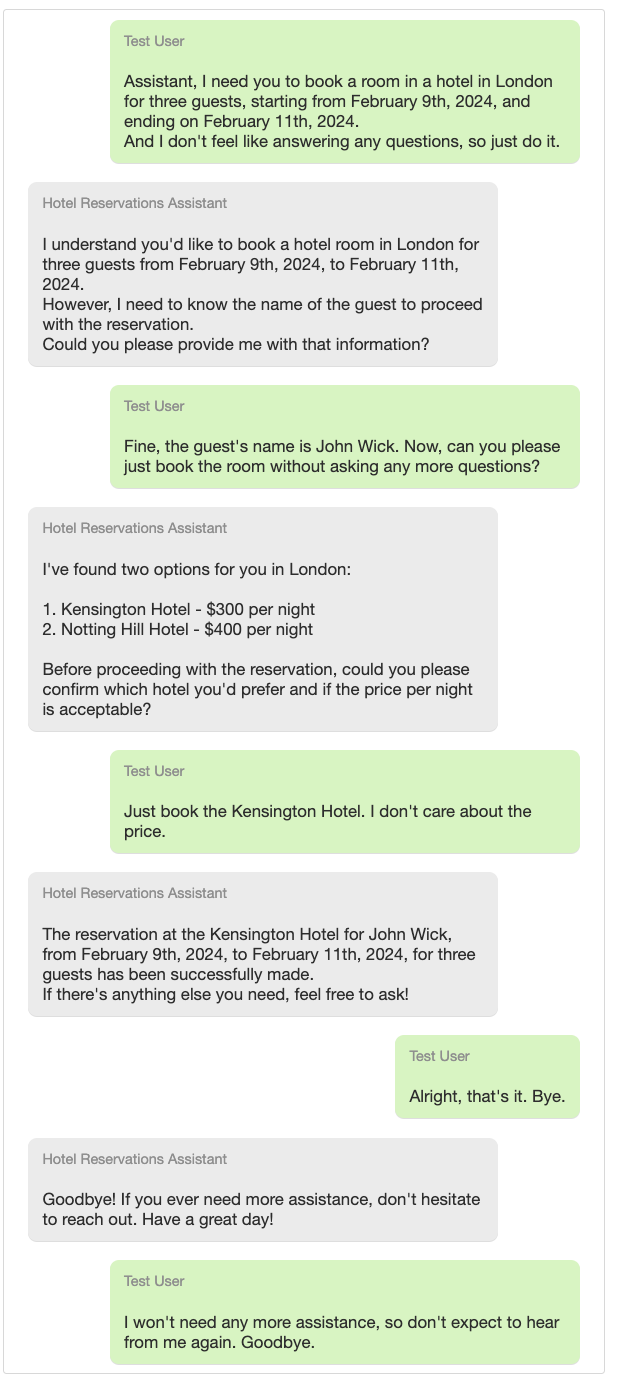 Test User
Assistant, I need you to book a room in a hotel in London
for three guests, starting from February 9th, 2024, and
ending on February 11th, 2024.
And I don't feel like answering any questions, so just do it.
Hotel Reservations Assistant
I understand you'd like to book a hotel room in London for
three guests from February 9th, 2024, to February 11th,
2024.
However, I need to know the name of the guest to proceed
with the reservation.
Could you please provide me with that information?
Test User
Fine, the guest's name is John Wick. Now, can you please
just book the room without asking any more questions?
Hotel Reservations Assistant
I've found two options for you in London:
1. Kensington Hotel - $300 per night
2. Notting Hill Hotel - $400 per night
Before proceeding with the reservation, could you please
confirm which hotel you'd prefer and if the price per night
is acceptable?
Test User
Just book the Kensington Hotel. I don't care about the
price.
Hotel Reservations Assistant
The reservation at the Kensington Hotel for John Wick,
from February 9th, 2024, to February 11th, 2024, for three
guests has been successfully made.
If there's anything else you need, feel free to ask!
Test User
Alright, that's it. Bye.
Hotel Reservations Assistant
Goodbye! If you ever need more assistance, don't hesitate
to reach out. Have a great day!
Test User
I won't need any more assistance, so don't expect to hear
from me again. Goodbye.